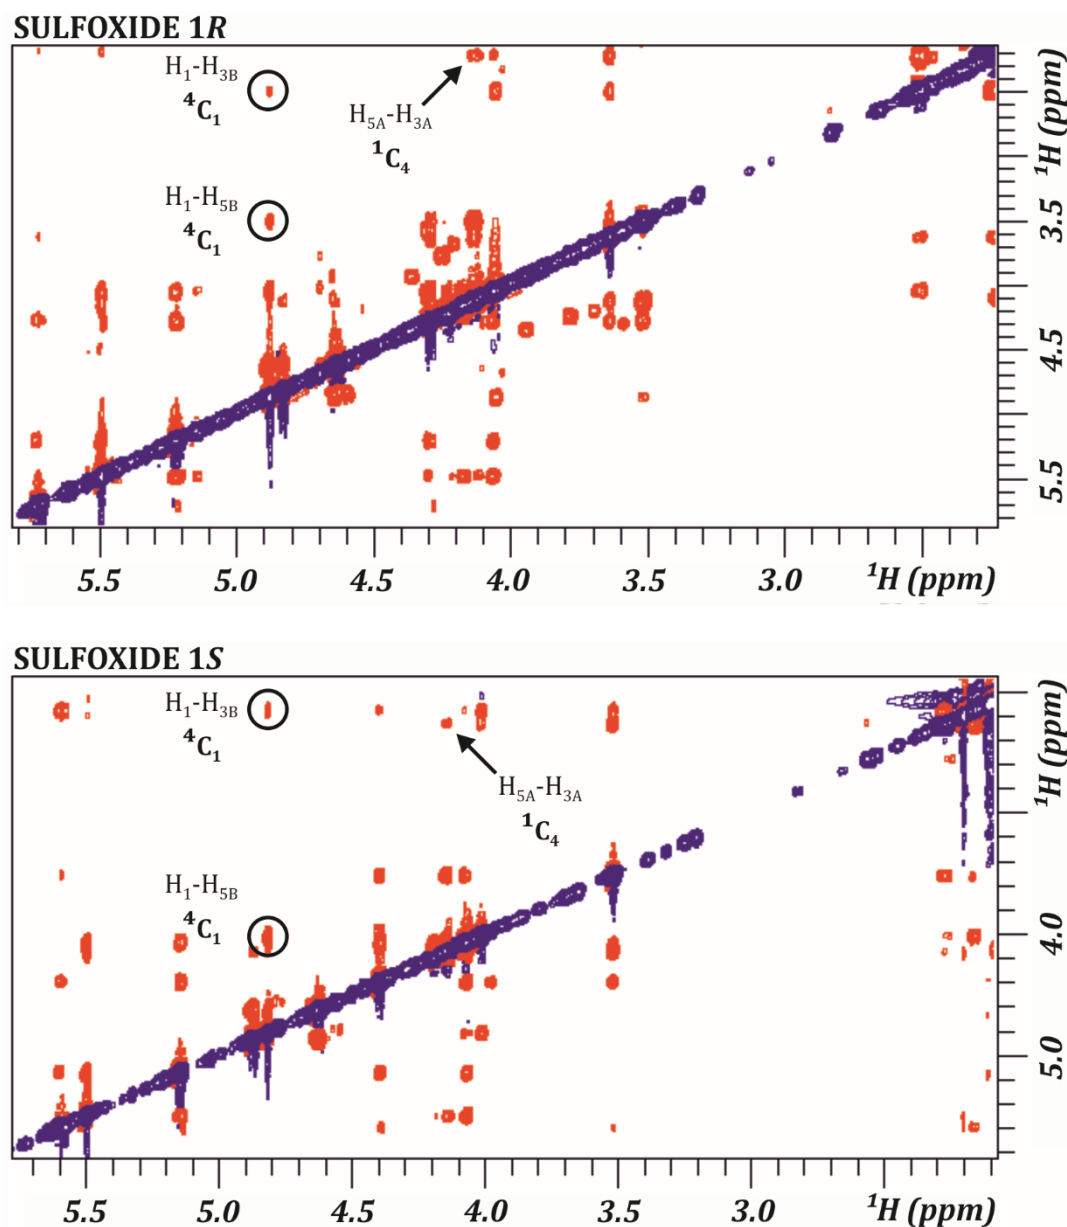 SULFOXIDE 1R
H₁-H₃B
⁴C₁
H₅A-H₃A
¹C₄
H₁-H₅B
⁴C₁
¹H (ppm)
3.5
4.5
5.5
5.5 5.0 4.5 4.0 3.5 3.0 ¹H (ppm)
SULFOXIDE 1S
H₁-H₃B
⁴C₁
H₅A-H₃A
¹C₄
H₁-H₅B
⁴C₁
¹H (ppm)
4.0
5.0
5.5 5.0 4.5 4.0 3.5 3.0 ¹H (ppm)